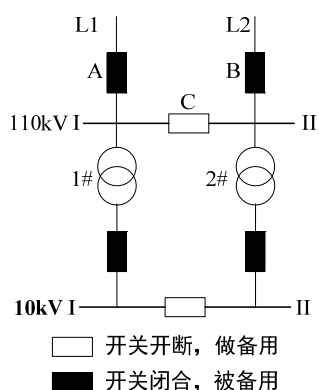 L1 L2
A B
C
110kV I II
1# 2#
10kV I II
开关开断，做备用
开关闭合，被备用